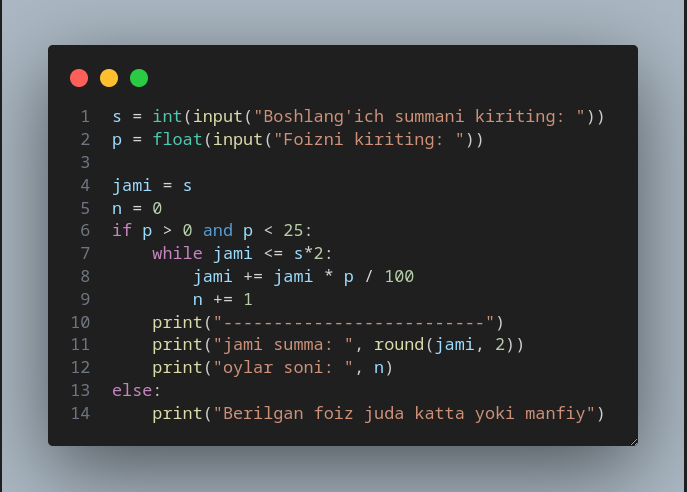 1 s = int(input("Boshlang'ich summani kiriting: "))
2 p = float(input("Foizni kiriting: "))
3
4 jami = s
5 n = 0
6 if p > 0 and p < 25:
7     while jami <= s*2:
8         jami += jami * p / 100
9         n += 1
10     print("--------------------------")
11     print("jami summa: ", round(jami, 2))
12     print("oylar soni: ", n)
13 else:
14     print("Berilgan foiz juda katta yoki manfiy")